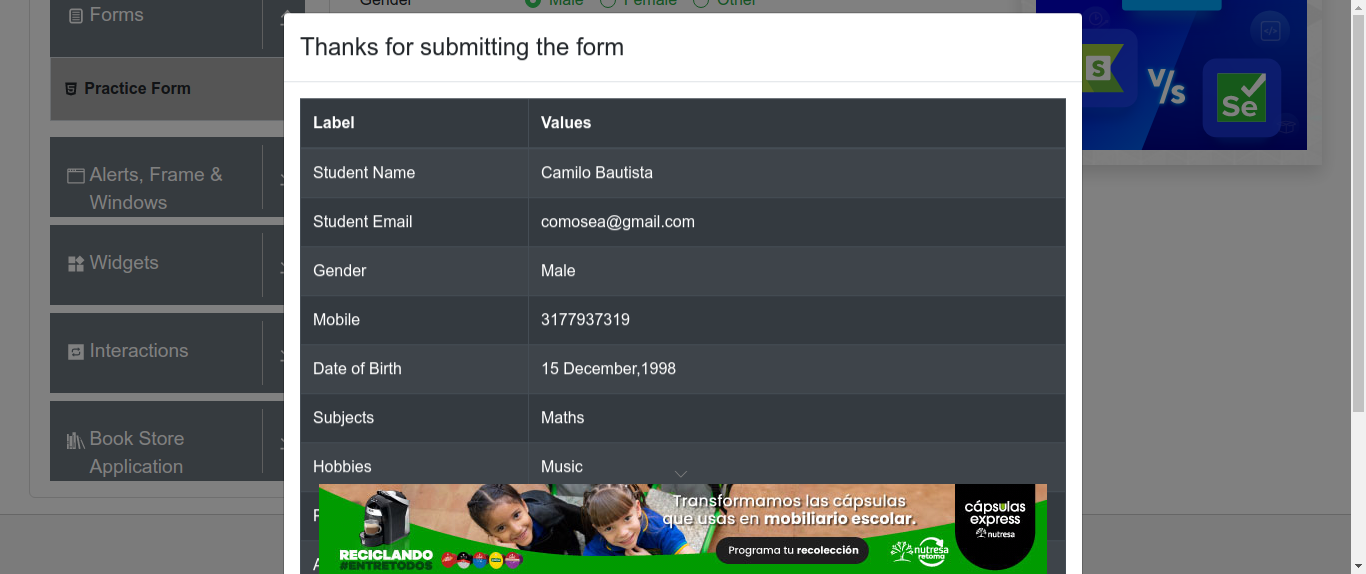 Gender Male Female Other
Forms
Thanks for submitting the form
Practice Form
Label Values
Student Name Camilo Bautista
Student Email comosea@gmail.com
Gender Male
Mobile 3177937319
Date of Birth 15 December,1998
Subjects Maths
Hobbies Music
Alerts, Frame &
Windows
Widgets
Interactions
Book Store
Application
S
V/s
Se
Transformamos las cápsulas
que usas en mobiliario escolar.
Programa tu recolección
RECICLANDO
#ENTRETODOS
nutresa
retoma
cápsulas
express
nutresa